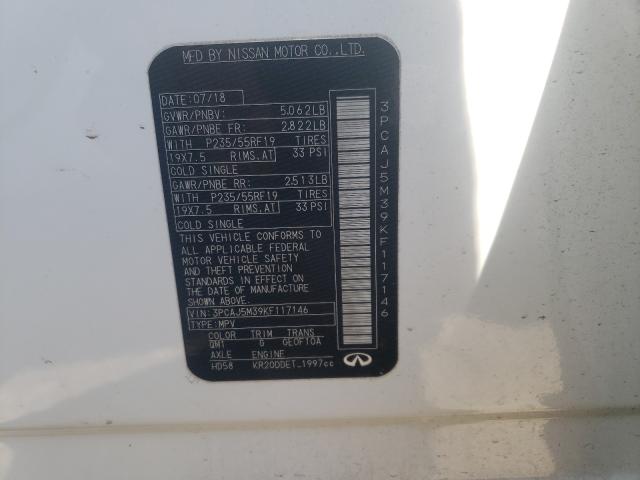 MFD BY NISSAN MOTOR CO.,LTD.
DATE:07/18
GVWR/PNBV: 5.062LB
GAWR/PNBE FR: 2.822LB
WITH P235/55RF19 TIRES
19X7.5 RIMS.AT 33 PSI
COLD SINGLE
GAWR/PNBE RR: 2513LB
WITH P235/55RF19 TIRES
19X7.5 RIMS.AT 33 PSI
COLD SINGLE
THIS VEHICLE CONFORMS TO
ALL APPLICABLE FEDERAL
MOTOR VEHICLE SAFETY
AND THEFT PREVENTION
STANDARDS IN EFFECT ON
THE DATE OF MANUFACTURE
SHOWN ABOVE.
VIN:3PCAJ5M39KF117146
TYPE:MPV
COLOR TRIM TRANS
QM1 G GE0F10A
AXLE ENGINE
HD58 KR20DDET 1997cc
3PCAJ5M39KF117146